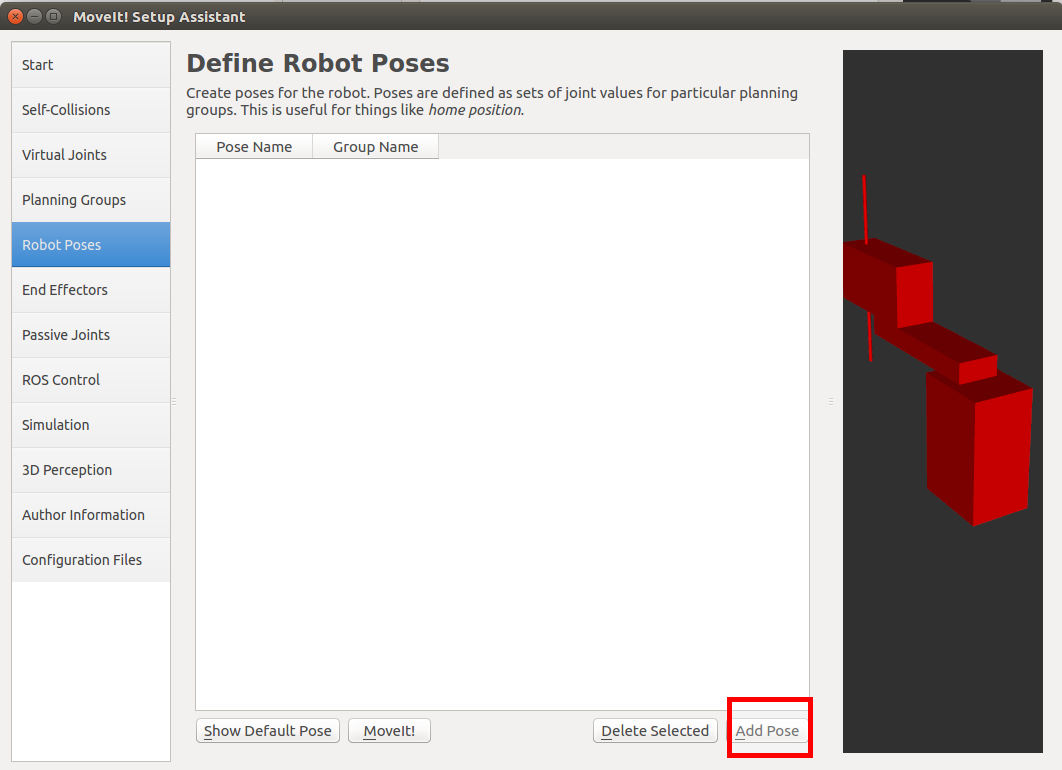 MoveIt! Setup Assistant
Start
Self-Collisions
Virtual Joints
Planning Groups
Robot Poses
End Effectors
Passive Joints
ROS Control
Simulation
3D Perception
Author Information
Configuration Files
Define Robot Poses
Create poses for the robot. Poses are defined as sets of joint values for particular planning
groups. This is useful for things like home position.
Pose Name Group Name
Show Default Pose MoveIt! Delete Selected Add Pose